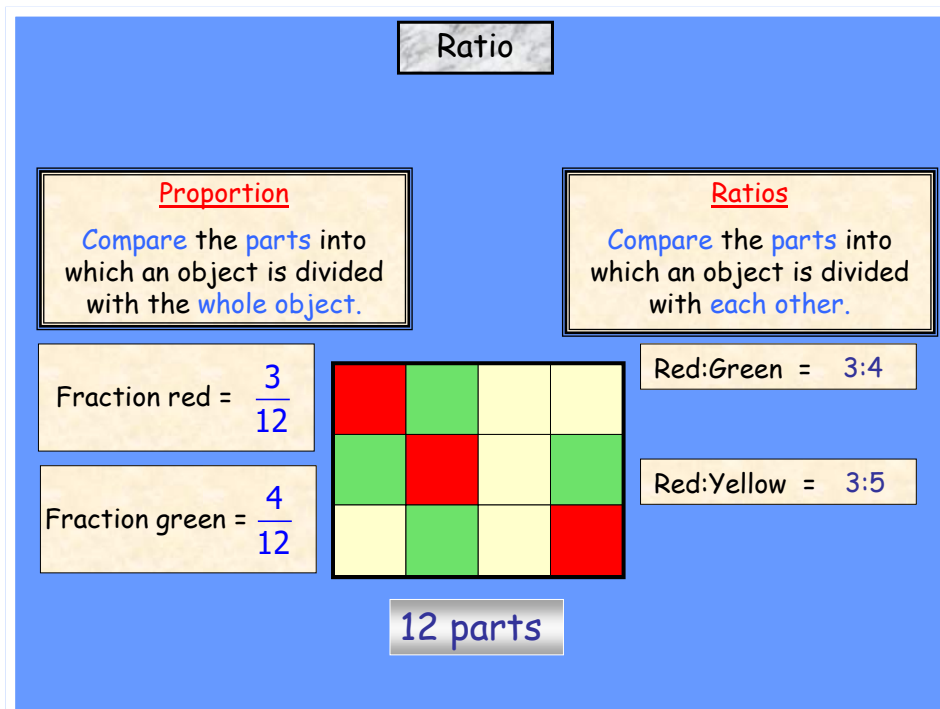 Ratio
Proportion
Compare the parts into
which an object is divided
with the whole object.
Ratios
Compare the parts into
which an object is divided
with each other.
Fraction red = 3/12
Fraction green = 4/12
Red:Green = 3:4
Red:Yellow = 3:5
12 parts